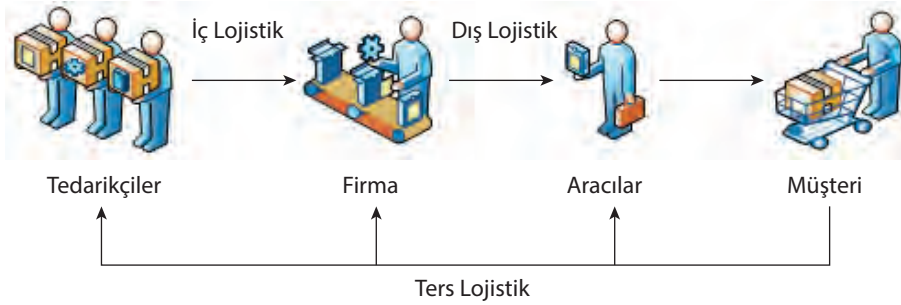 İç Lojistik
Dış Lojistik
Tedarikçiler
Firma
Aracılar
Müşteri
Ters Lojistik